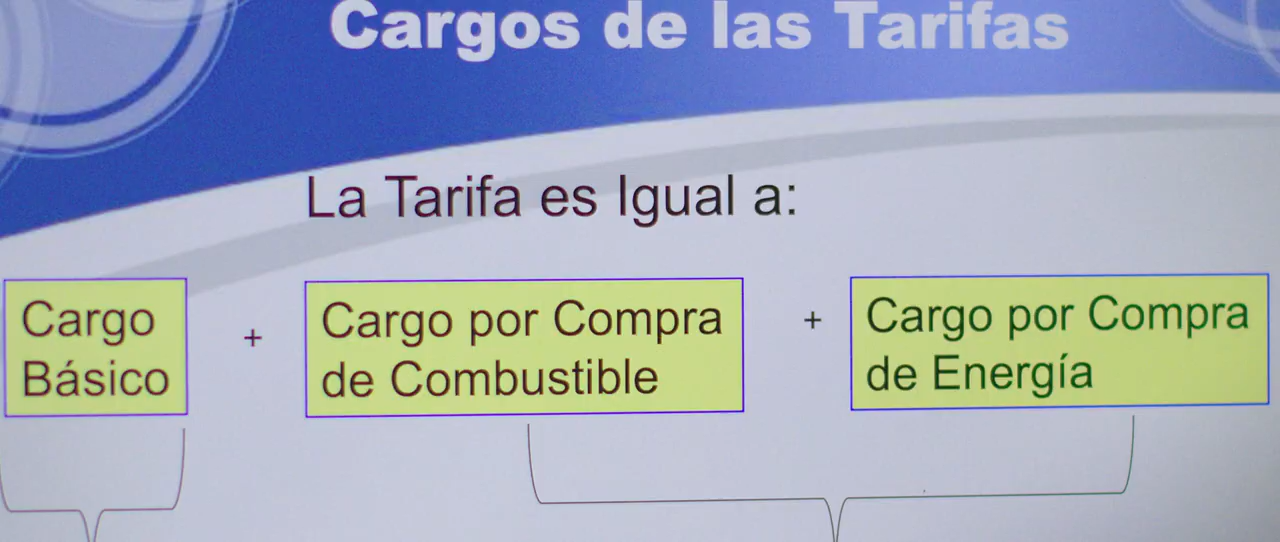 Cargos de las Tarifas
La Tarifa es Igual a:
Cargo
Básico
+
Cargo por Compra
de Combustible
+
Cargo por Compra
de Energía